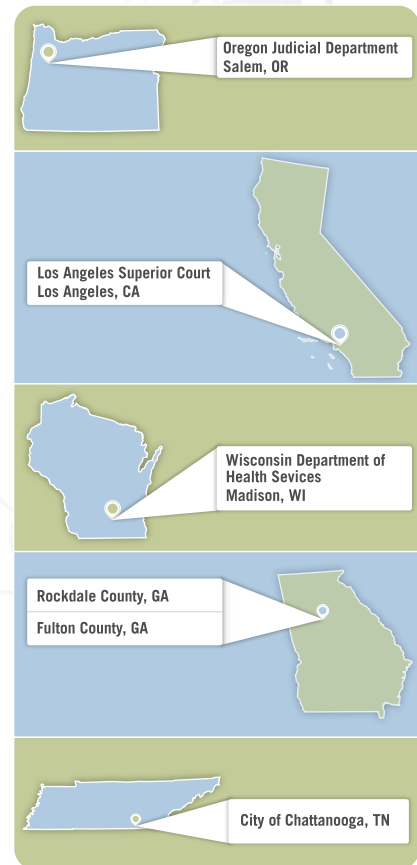 Oregon Judicial Department
Salem, OR
Los Angeles Superior Court
Los Angeles, CA
Wisconsin Department of
Health Sevices
Madison, WI
Rockdale County, GA
Fulton County, GA
City of Chattanooga, TN